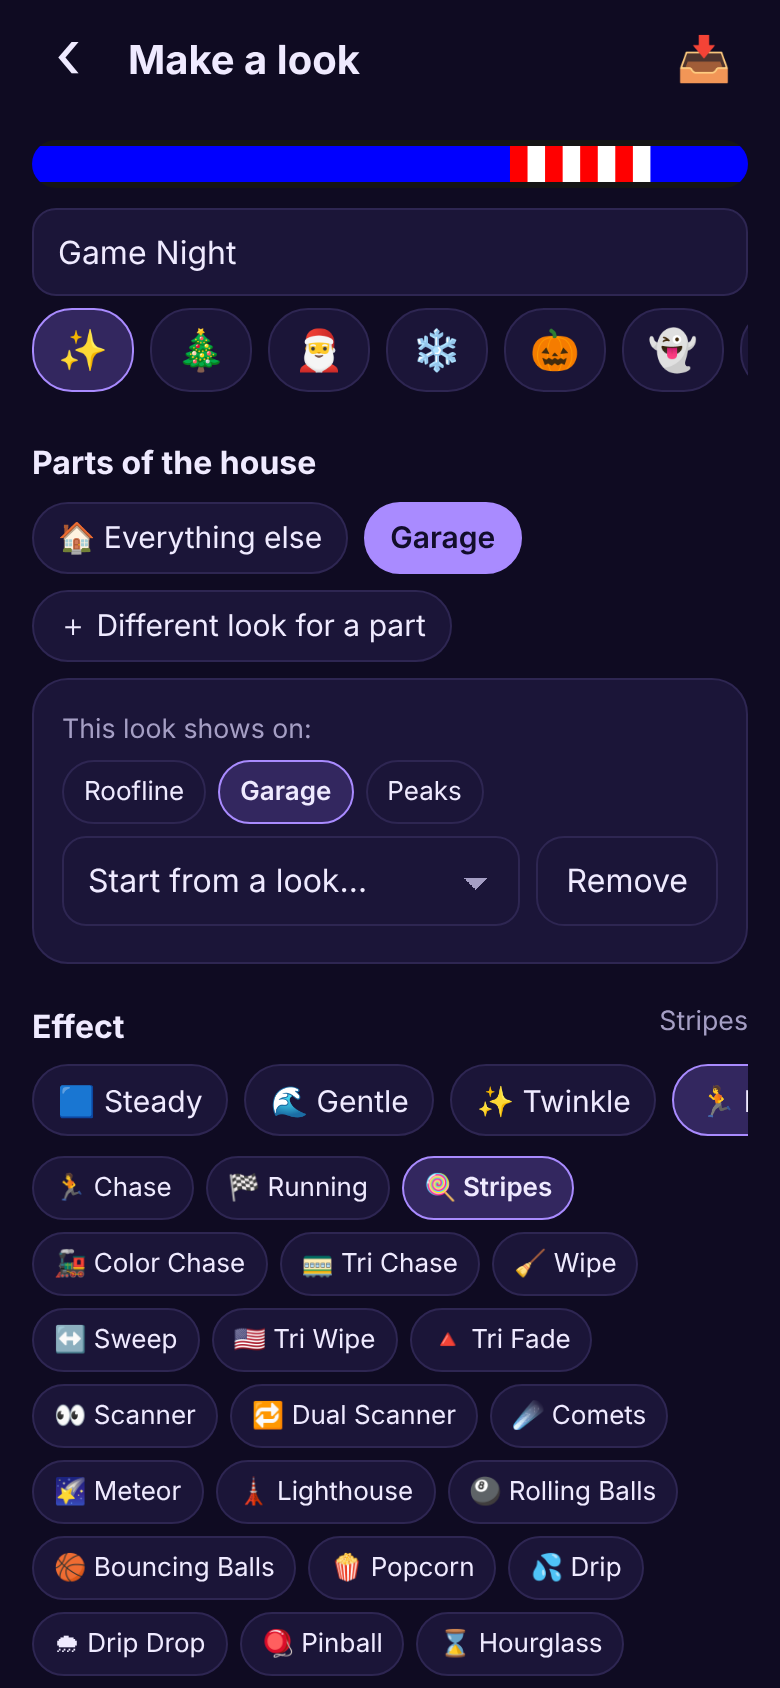 Make a look
Game Night
Parts of the house
Everything else
Garage
+ Different look for a part
This look shows on:
Roofline
Garage
Peaks
Start from a look...
Remove
Effect
Stripes
Steady
Gentle
Twinkle
Chase
Running
Stripes
Color Chase
Tri Chase
Wipe
Sweep
Tri Wipe
Tri Fade
Scanner
Dual Scanner
Comets
Meteor
Lighthouse
Rolling Balls
Bouncing Balls
Popcorn
Drip
Drip Drop
Pinball
Hourglass